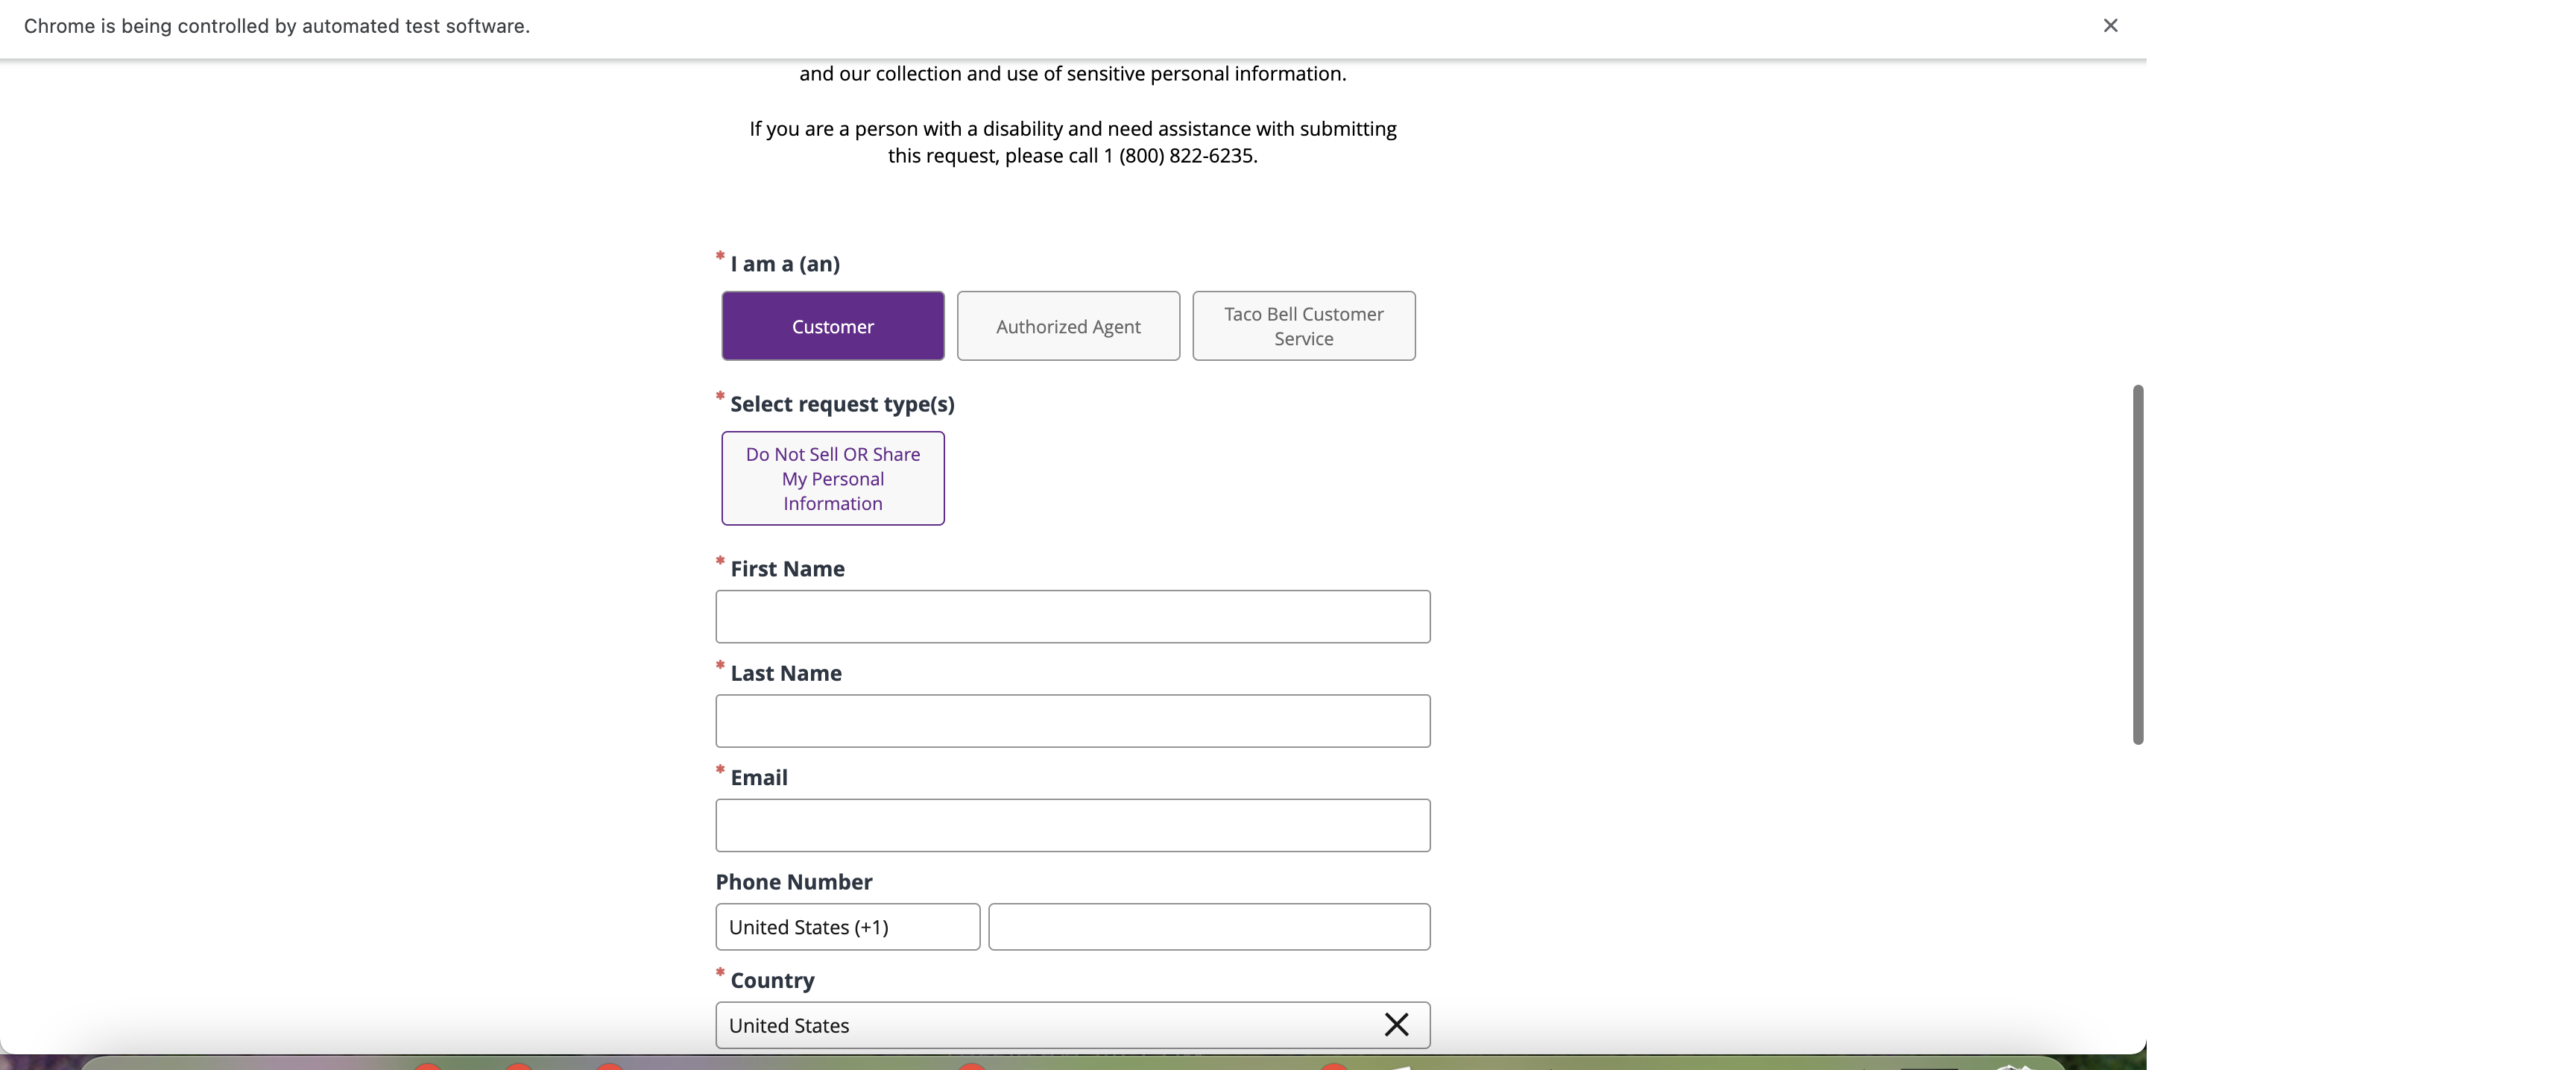 Chrome is being controlled by automated test software.
and our collection and use of sensitive personal information.
If you are a person with a disability and need assistance with submitting
this request, please call 1 (800) 822-6235.
* I am a (an)
Customer
Authorized Agent
Taco Bell Customer
Service
* Select request type(s)
Do Not Sell OR Share
My Personal
Information
* First Name
* Last Name
* Email
Phone Number
United States (+1)
* Country
United States